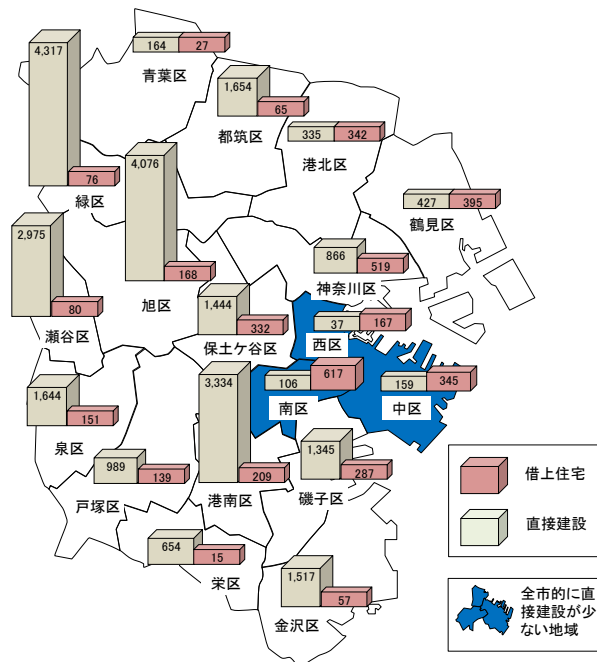 4,317
76
緑区
164
27
青葉区
1,654
65
都筑区
335
342
港北区
427
395
鶴見区
4,076
168
旭区
2,975
80
瀬谷区
866
519
神奈川区
1,444
332
保土ケ谷区
37
167
西区
106
617
南区
159
345
中区
1,644
151
泉区
989
139
戸塚区
3,334
209
港南区
1,345
287
磯子区
654
15
栄区
1,517
57
金沢区
借上住宅
直接建設
全市的に直
接建設が少
ない地域